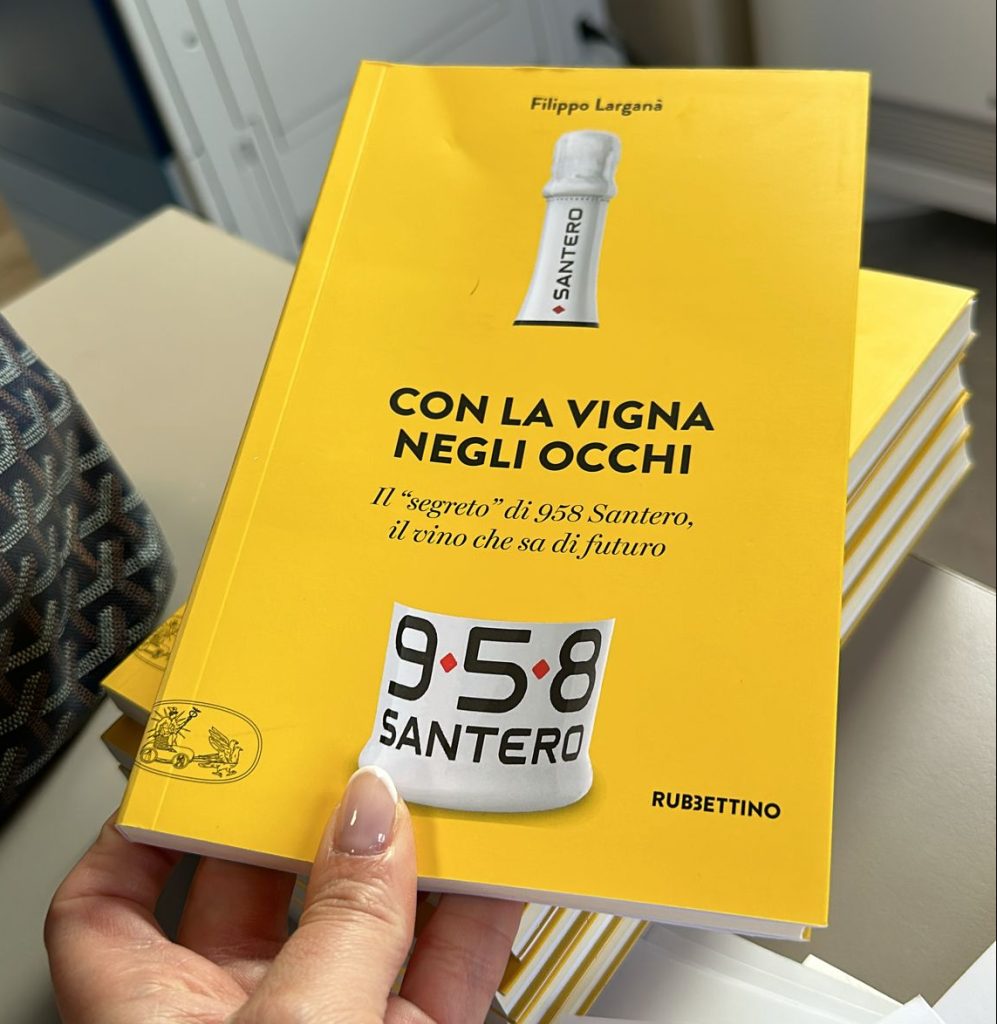 Filippo Larganà
SANTERO
CON LA VIGNA
NEGLI OCCHI
Il “segreto” di 958 Santero,
il vino che sa di futuro
9·5·8
SANTERO
RUBBETTINO